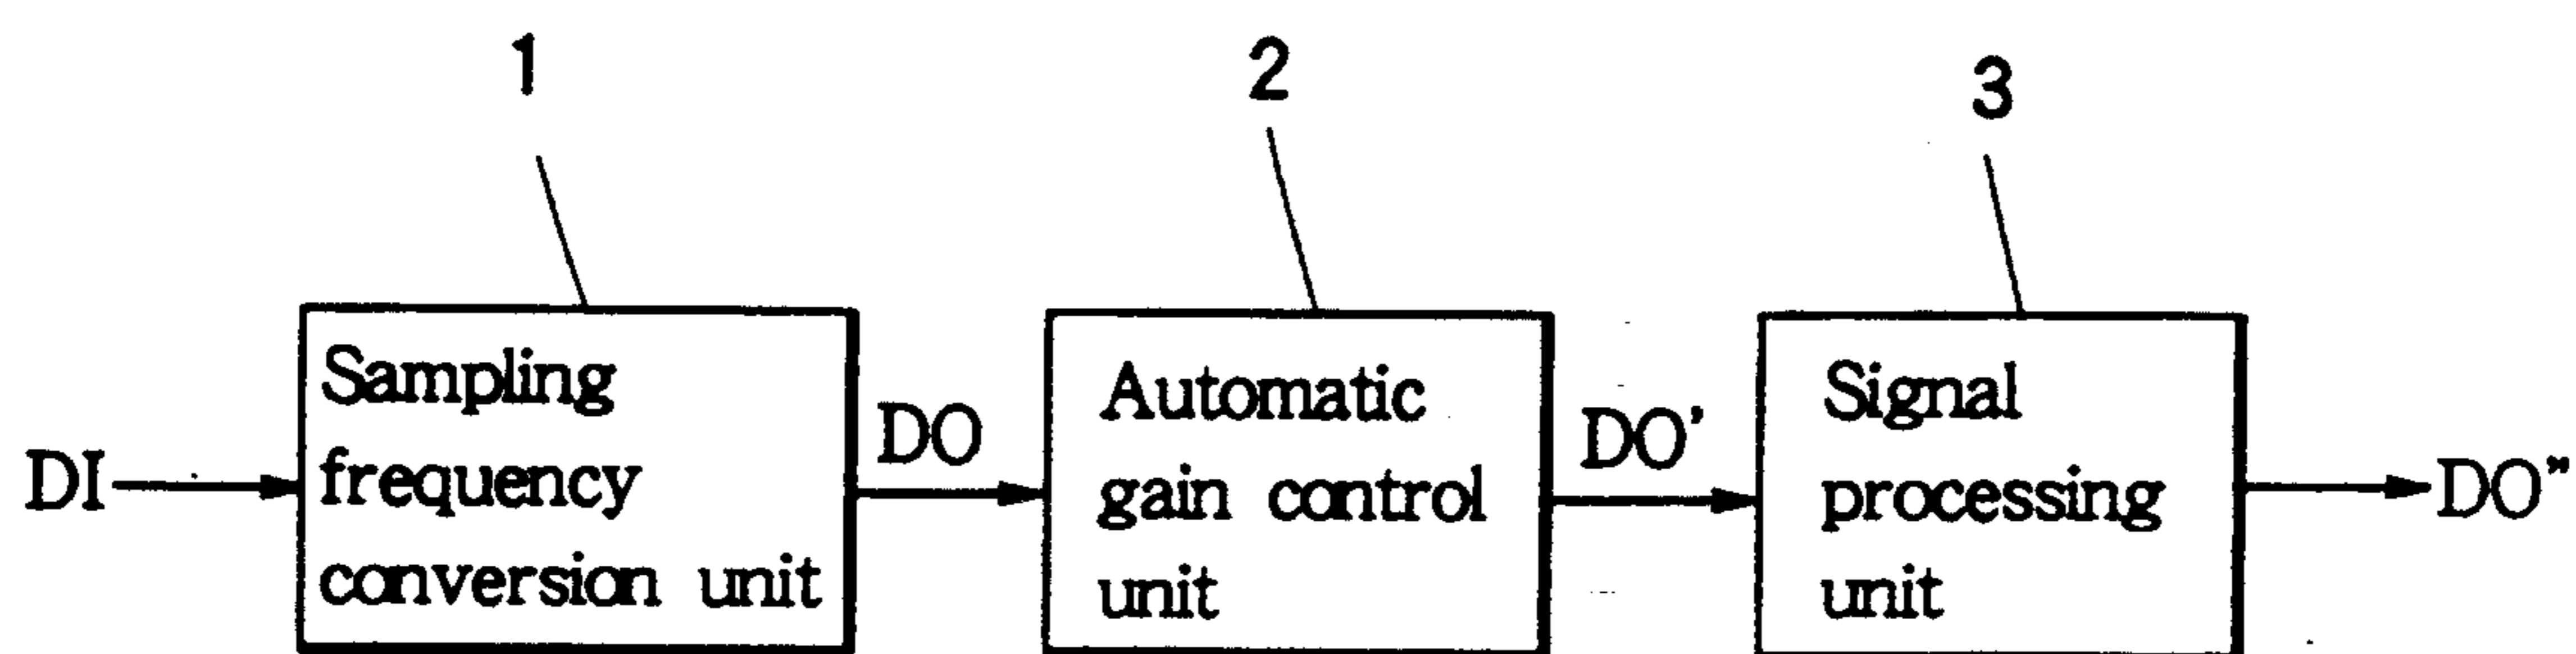 1
2
3
DI
Sampling
frequency
conversion unit
DO
Automatic
gain control
unit
DO'
Signal
processing
unit
DO"